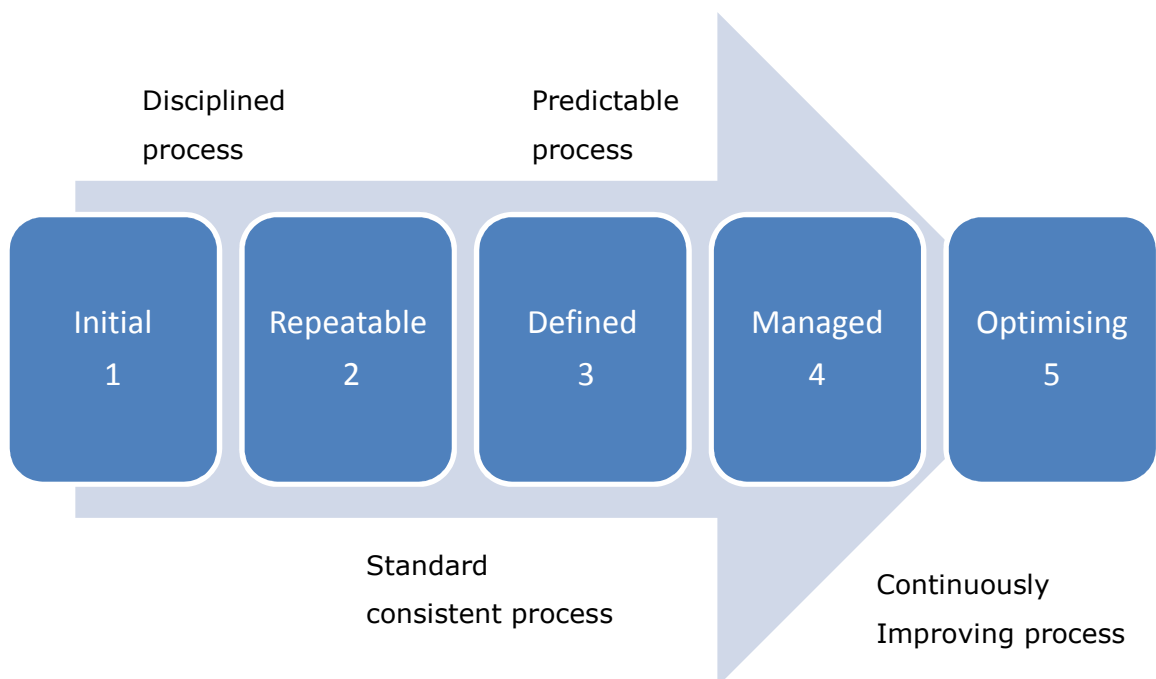 Disciplined
process
Predictable
process
Initial
1
Repeatable
2
Defined
3
Managed
4
Optimising
5
Standard
consistent process
Continuously
Improving process